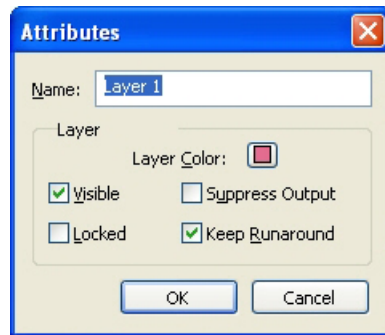 Attributes
Name: Layer 1
Layer
Layer Color:
Visible Suppress Output
Locked Keep Runaround
OK Cancel